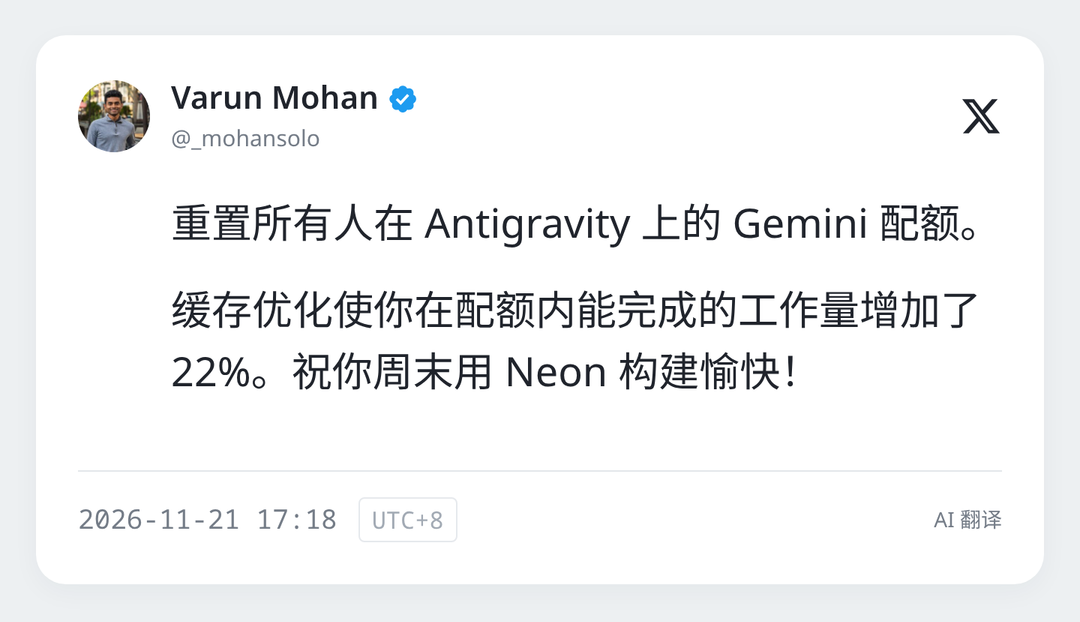 Varun Mohan
@_mohansolo
重置所有人在 Antigravity 上的 Gemini 配额。
缓存优化使你在配额内能完成的工作量增加了
22%。祝你周末用 Neon 构建愉快！
2026-11-21 17:18 UTC+8
AI 翻译